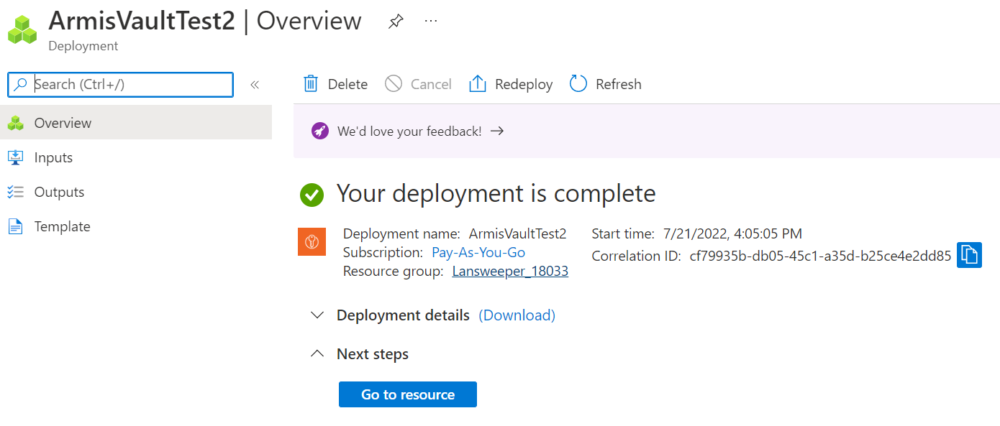 ArmisVaultTest2 | Overview
Deployment
Search (Ctrl+/)
Overview
Inputs
Outputs
Template
Delete
Cancel
Redeploy
Refresh
We'd love your feedback!
Your deployment is complete
Deployment name: ArmisVaultTest2
Subscription: Pay-As-You-Go
Resource group: Lansweeper_18033
Start time: 7/21/2022, 4:05:05 PM
Correlation ID: cf79935b-db05-45c1-a35d-b25ce4e2dd85
Deployment details (Download)
Next steps
Go to resource